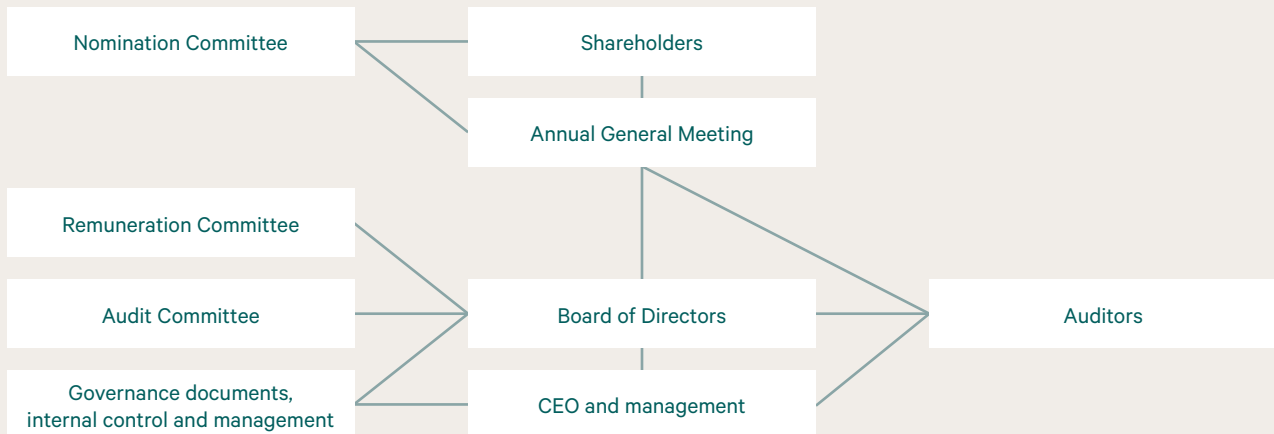 Nomination Committee
Shareholders
Annual General Meeting
Remuneration Committee
Audit Committee
Board of Directors
Auditors
Governance documents,
internal control and management
CEO and management